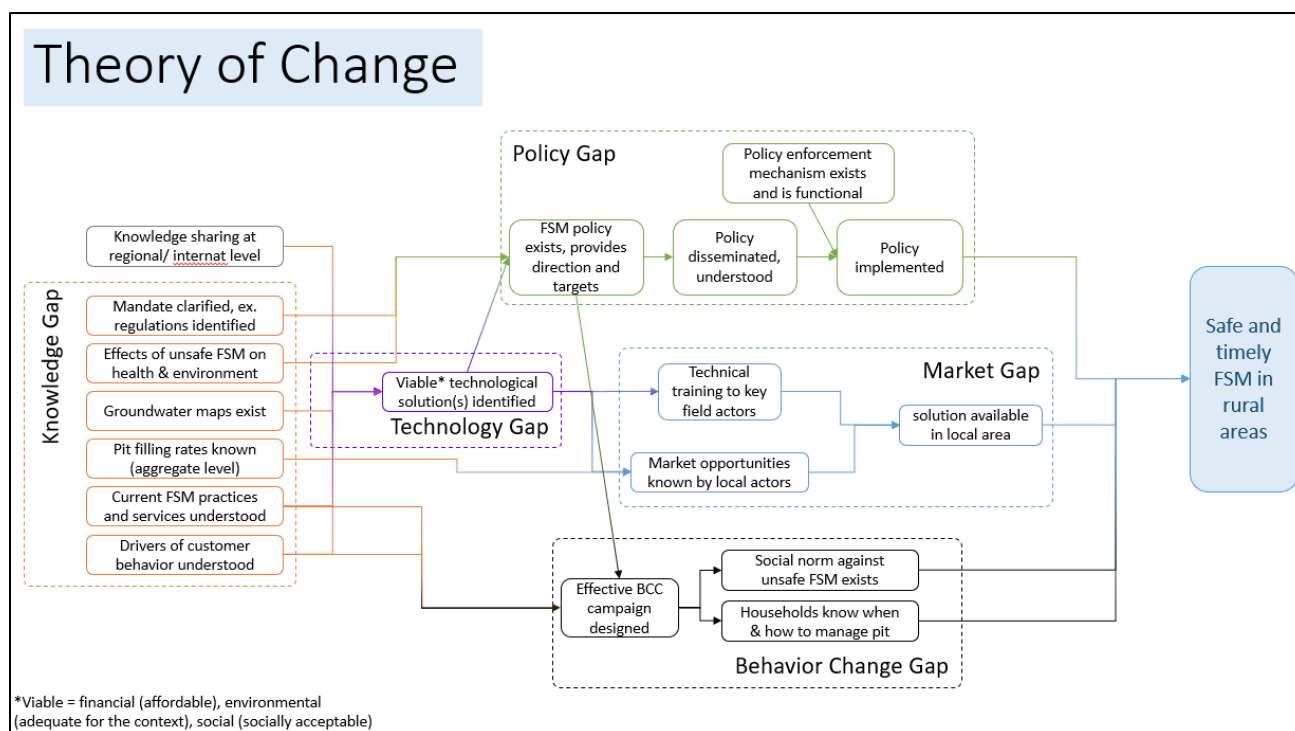 Theory of Change
Policy Gap
Policy enforcement
mechanism exists
and is functional
FSM policy
exists, provides
direction and
targets
Policy
disseminated,
understood
Policy
implemented
Knowledge sharing at
regional/ internat level
Knowledge Gap
Mandate clarified, ex.
regulations identified
Effects of unsafe FSM on
health & environment
Groundwater maps exist
Pit filling rates known
(aggregate level)
Current FSM practices
and services understood
Drivers of customer
behavior understood
Viable* technological
solution(s) identified
Technology Gap
Market Gap
Technical
training to key
field actors
solution available
in local area
Market opportunities
known by local actors
Safe and
timely
FSM in
rural
areas
Effective BCC
campaign
designed
Social norm against
unsafe FSM exists
Households know when
& how to manage pit
Behavior Change Gap
*Viable = financial (affordable), environmental
(adequate for the context), social (socially acceptable)